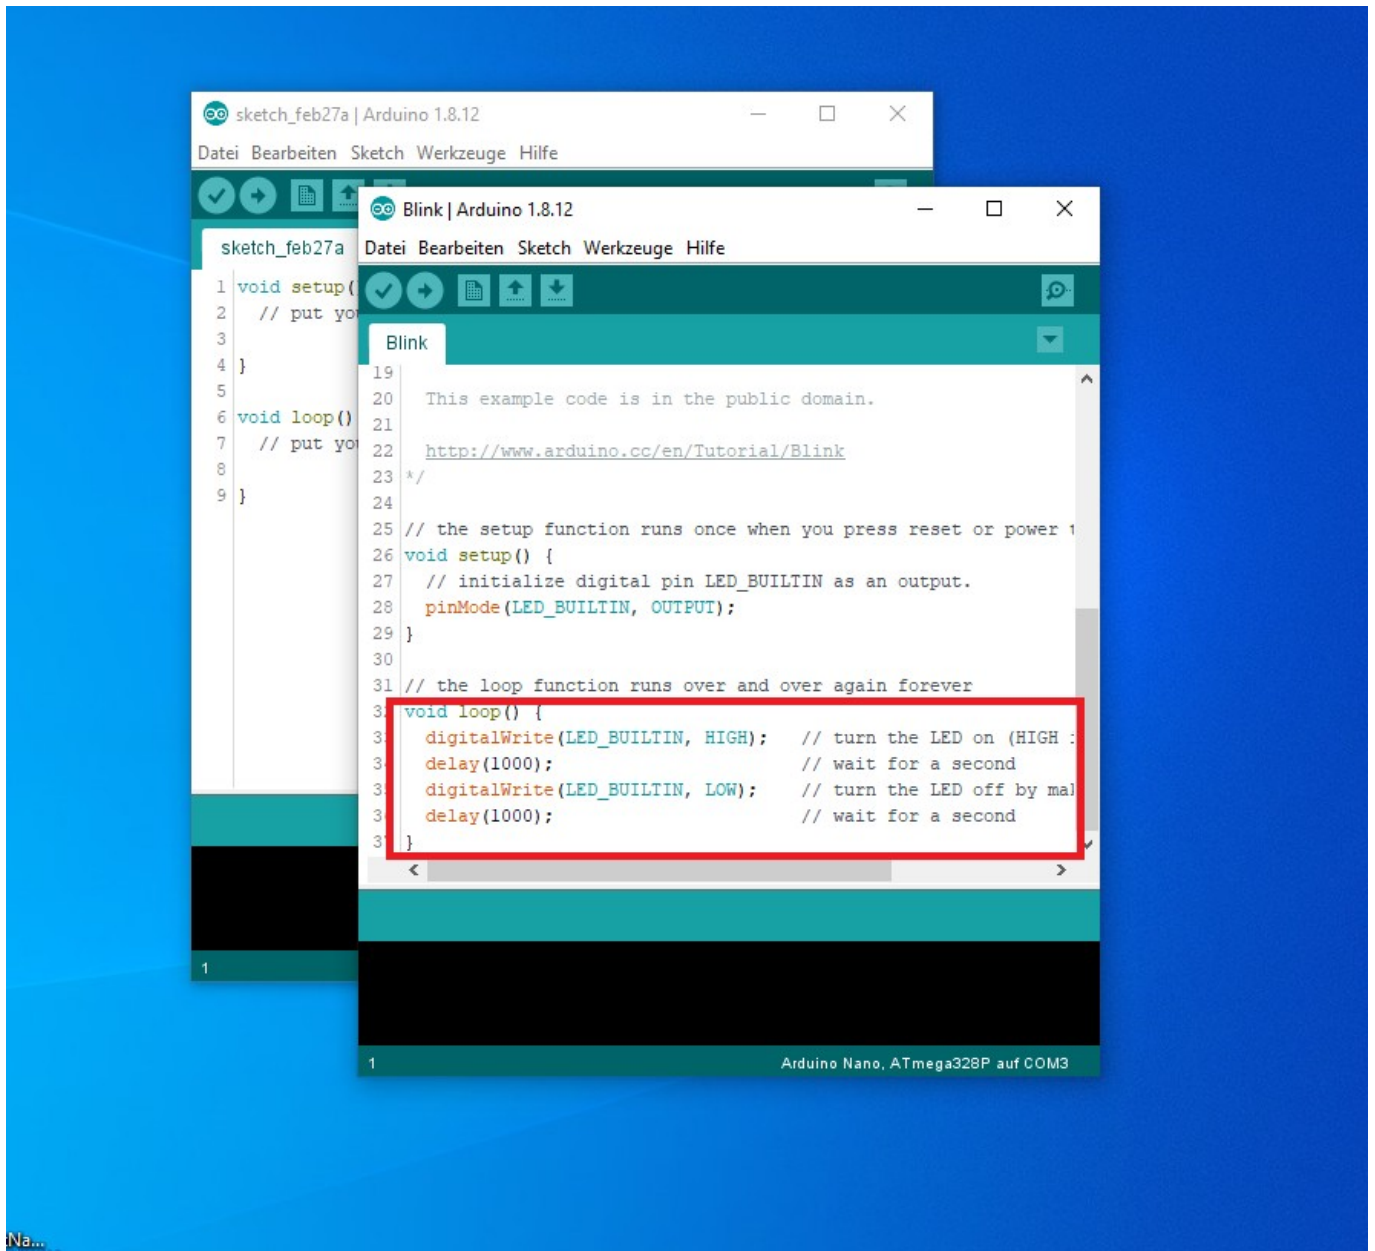 sketch_feb27a | Arduino 1.8.12
Datei Bearbeiten Sketch Werkzeuge Hilfe
sketch_feb27a
1 void setup(
2 // put you
3
4 }
5
6 void loop()
7 // put you
8
9 }
1
Blink | Arduino 1.8.12
Datei Bearbeiten Sketch Werkzeuge Hilfe
Blink
19
20 This example code is in the public domain.
21
22 http://www.arduino.cc/en/Tutorial/Blink
23 */
24
25 // the setup function runs once when you press reset or power
26 void setup() {
27 // initialize digital pin LED_BUILTIN as an output.
28 pinMode(LED_BUILTIN, OUTPUT);
29 }
30
31 // the loop function runs over and over again forever
void loop() {
digitalWrite(LED_BUILTIN, HIGH); // turn the LED on (HIGH
delay(1000); // wait for a second
digitalWrite(LED_BUILTIN, LOW); // turn the LED off by
delay(1000); // wait for a second
}
1 Arduino Nano, ATmega328P auf COM3